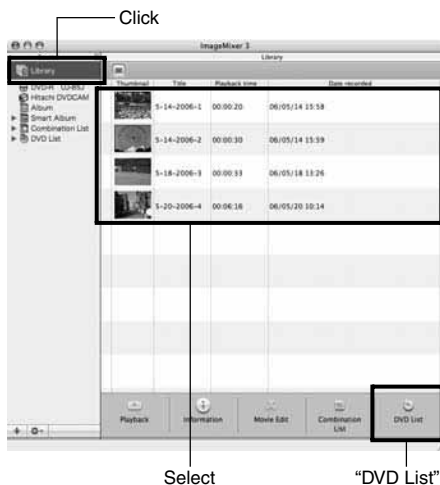 Click
ImageMixer 3
Library
Library
Thumbnail Title Playback time Date recorded
Hitachi DVDCAM
Album
Smart Album
Combination List
DVD List
5-14-2006-1 00:00:20 06/05/14 15:58
5-14-2006-2 00:00:30 06/05/14 15:59
5-18-2006-3 00:00:33 06/05/18 13:26
5-20-2006-4 00:06:16 06/05/20 10:14
Playback Information Movie Edit Combination List DVD List
Select "DVD List"